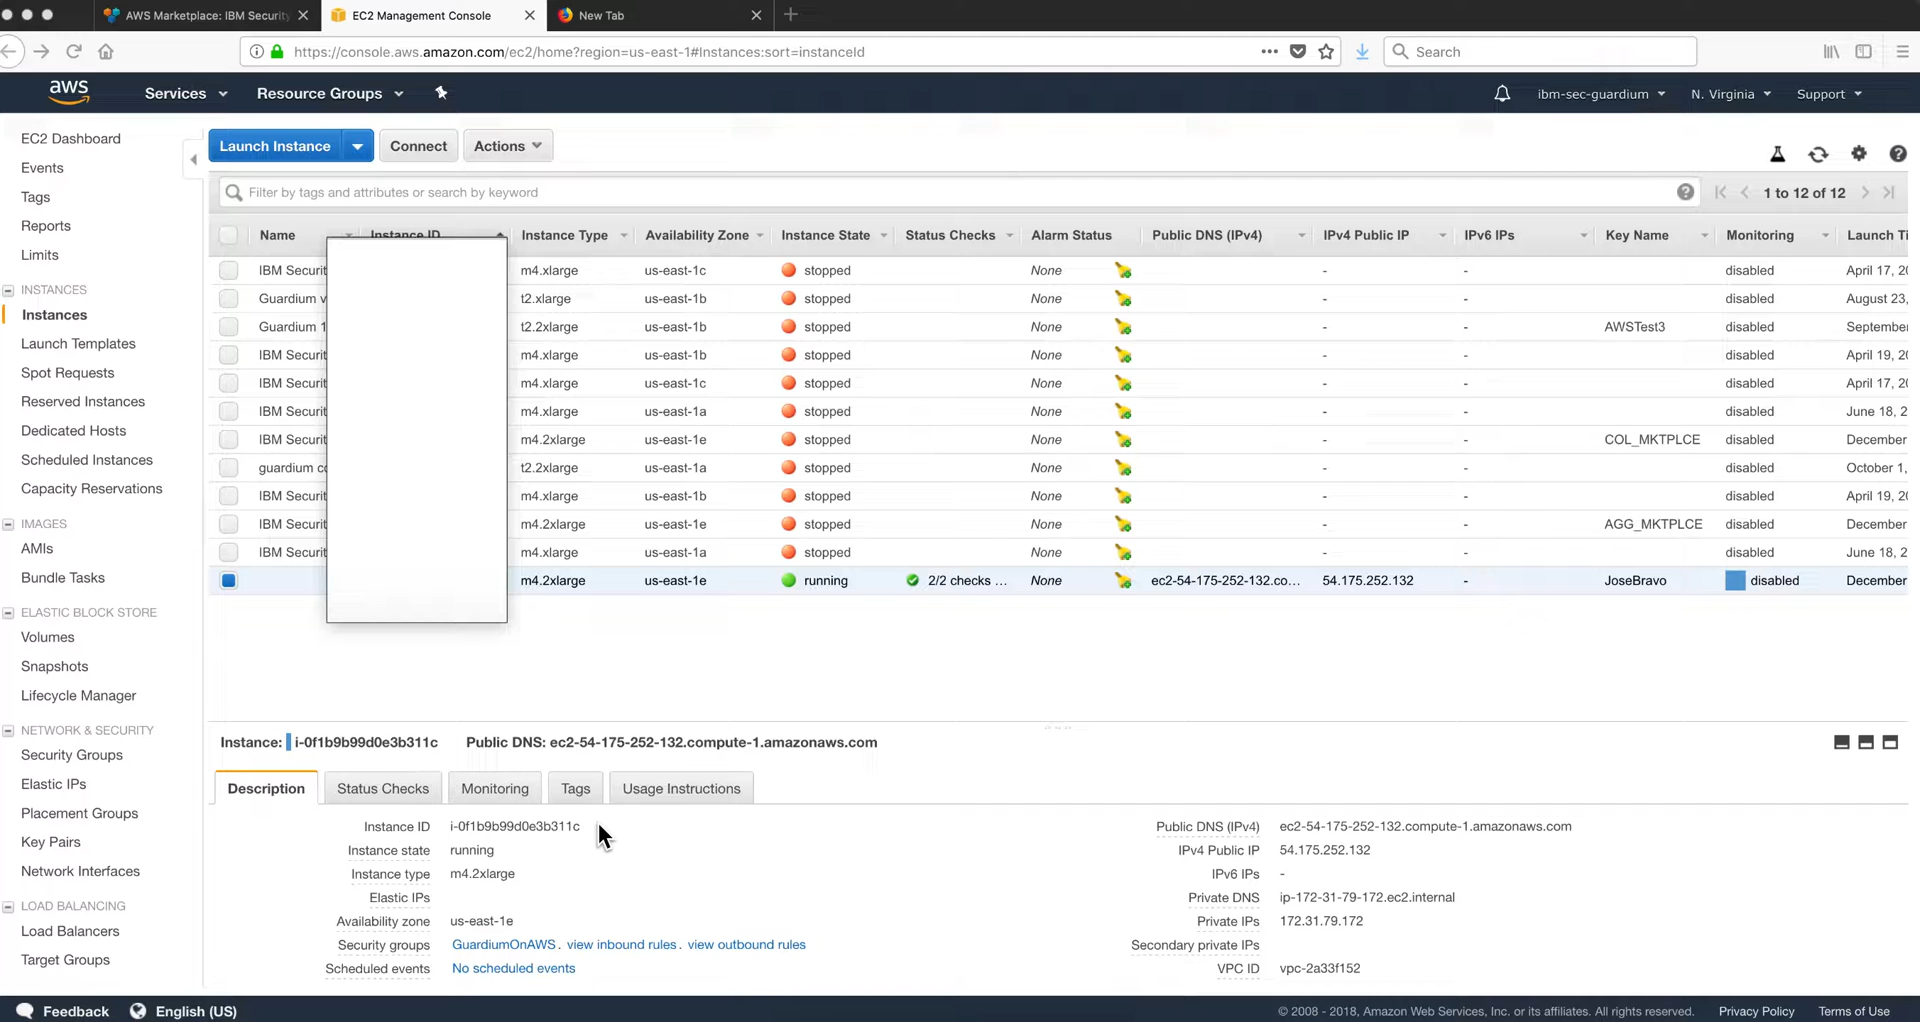 AWS Marketplace: IBM Security
EC2 Management Console
New Tab
https://console.aws.amazon.com/ec2/home?region=us-east-1#Instances:sort=instanceId
Search
aws
Services
Resource Groups
ibm-sec-guardium
N. Virginia
Support
EC2 Dashboard
Events
Tags
Reports
Limits
INSTANCES
Instances
Launch Templates
Spot Requests
Reserved Instances
Dedicated Hosts
Scheduled Instances
Capacity Reservations
IMAGES
AMIs
Bundle Tasks
ELASTIC BLOCK STORE
Volumes
Snapshots
Lifecycle Manager
NETWORK & SECURITY
Security Groups
Elastic IPs
Placement Groups
Key Pairs
Network Interfaces
LOAD BALANCING
Load Balancers
Target Groups
Launch Instance Connect Actions
Filter by tags and attributes or search by keyword
1 to 12 of 12
Name Instance ID Instance Type Availability Zone Instance State Status Checks Alarm Status Public DNS (IPv4) IPv4 Public IP IPv6 IPs Key Name Monitoring Launch Ti
IBM Securit m4.xlarge us-east-1c stopped None - - disabled April 17, 20
Guardium v t2.xlarge us-east-1b stopped None - - disabled August 23,
Guardium 1 t2.2xlarge us-east-1b stopped None - - AWSTest3 disabled September
IBM Securit m4.xlarge us-east-1b stopped None - - disabled April 19, 20
IBM Securit m4.xlarge us-east-1c stopped None - - disabled April 17, 20
IBM Securit m4.xlarge us-east-1a stopped None - - disabled June 18, 2
IBM Securit m4.2xlarge us-east-1e stopped None - - COL_MKTPLCE disabled December
guardium co t2.2xlarge us-east-1a stopped None - - disabled October 1,
IBM Securit m4.xlarge us-east-1b stopped None - - disabled April 19, 20
IBM Securit m4.2xlarge us-east-1e stopped None - - AGG_MKTPLCE disabled December
IBM Securit m4.xlarge us-east-1a stopped None - - disabled June 18, 2
m4.2xlarge us-east-1e running 2/2 checks ... None ec2-54-175-252-132.co... 54.175.252.132 - JoseBravo disabled December
Instance: i-0f1b9b99d0e3b311c Public DNS: ec2-54-175-252-132.compute-1.amazonaws.com
Description Status Checks Monitoring Tags Usage Instructions
Instance ID i-0f1b9b99d0e3b311c
Instance state running
Instance type m4.2xlarge
Elastic IPs
Availability zone us-east-1e
Security groups GuardiumOnAWS. view inbound rules. view outbound rules
Scheduled events No scheduled events
Public DNS (IPv4) ec2-54-175-252-132.compute-1.amazonaws.com
IPv4 Public IP 54.175.252.132
IPv6 IPs -
Private DNS ip-172-31-79-172.ec2.internal
Private IPs 172.31.79.172
Secondary private IPs
VPC ID vpc-2a33f152
Feedback English (US)
© 2008 - 2018, Amazon Web Services, Inc. or its affiliates. All rights reserved. Privacy Policy Terms of Use